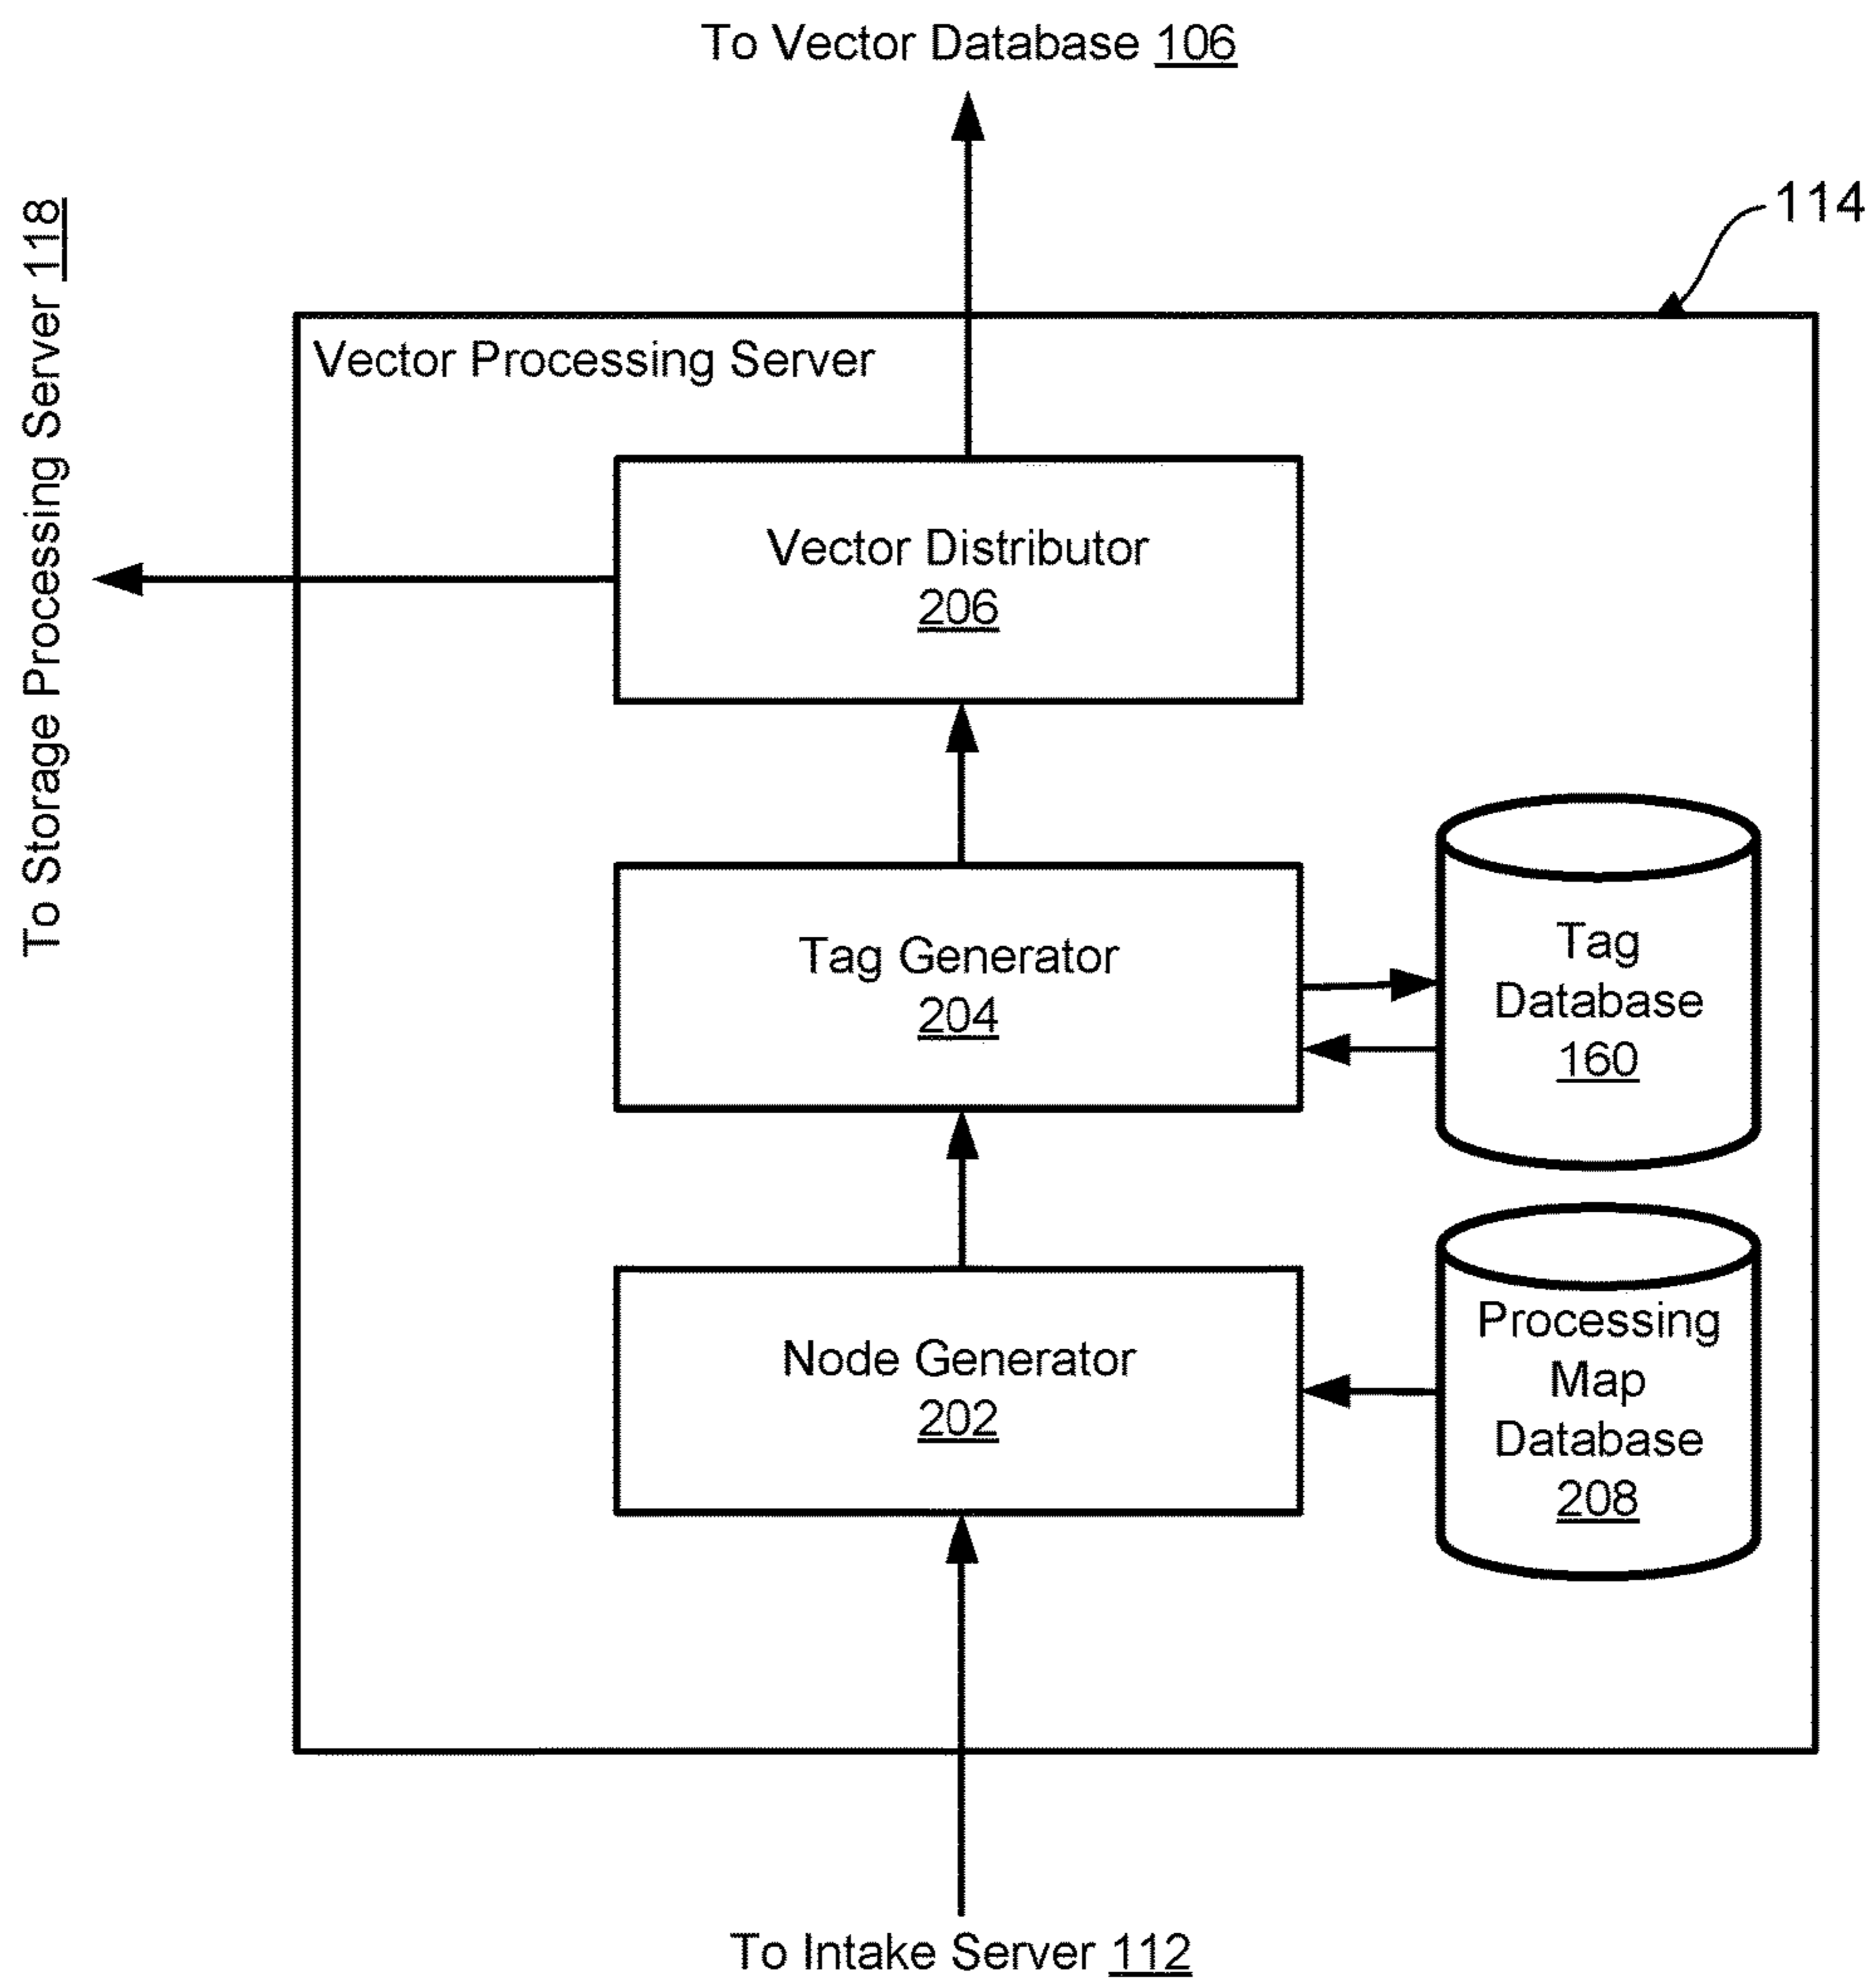 To Vector Database 106
114
To Storage Processing Server 118
Vector Processing Server
Vector Distributor
206
Tag Generator
204
Tag
Database
160
Node Generator
202
Processing
Map
Database
208
To Intake Server 112